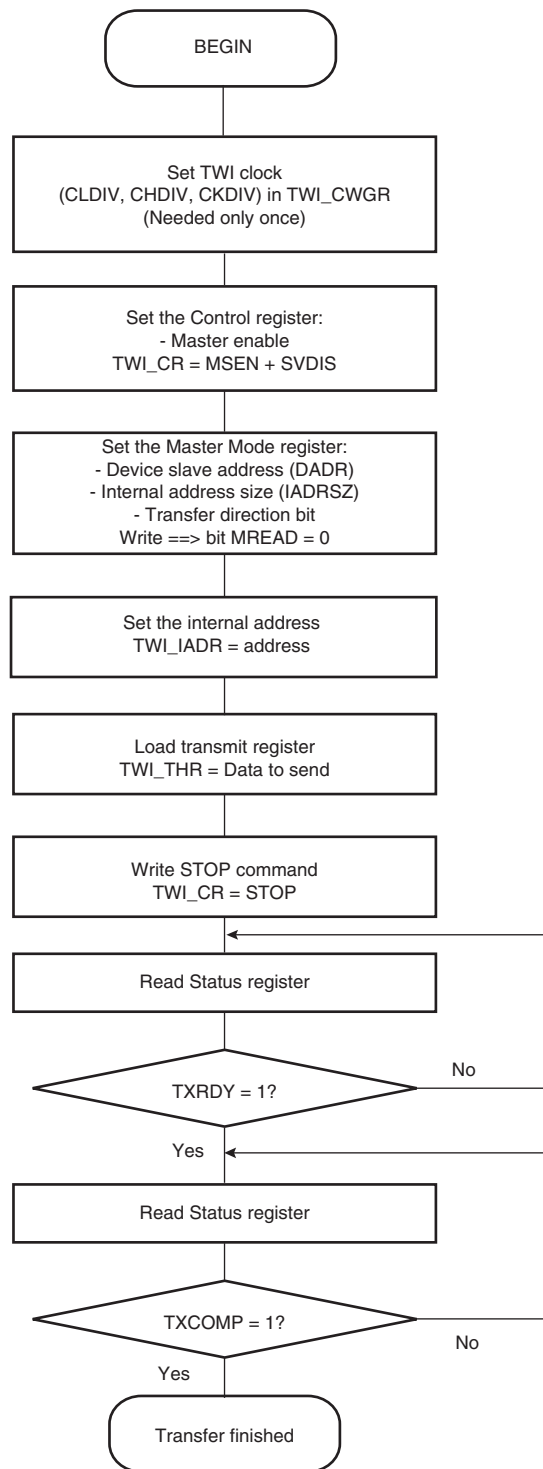 BEGIN
Set TWI clock
(CLDIV, CHDIV, CKDIV) in TWI_CWGR
(Needed only once)
Set the Control register:
- Master enable
TWI_CR = MSEN + SVDIS
Set the Master Mode register:
- Device slave address (DADR)
- Internal address size (IADRSZ)
- Transfer direction bit
Write ==> bit MREAD = 0
Set the internal address
TWI_IADR = address
Load transmit register
TWI_THR = Data to send
Write STOP command
TWI_CR = STOP
Read Status register
No
TXRDY = 1?
Yes
Read Status register
TXCOMP = 1?
No
Yes
Transfer finished